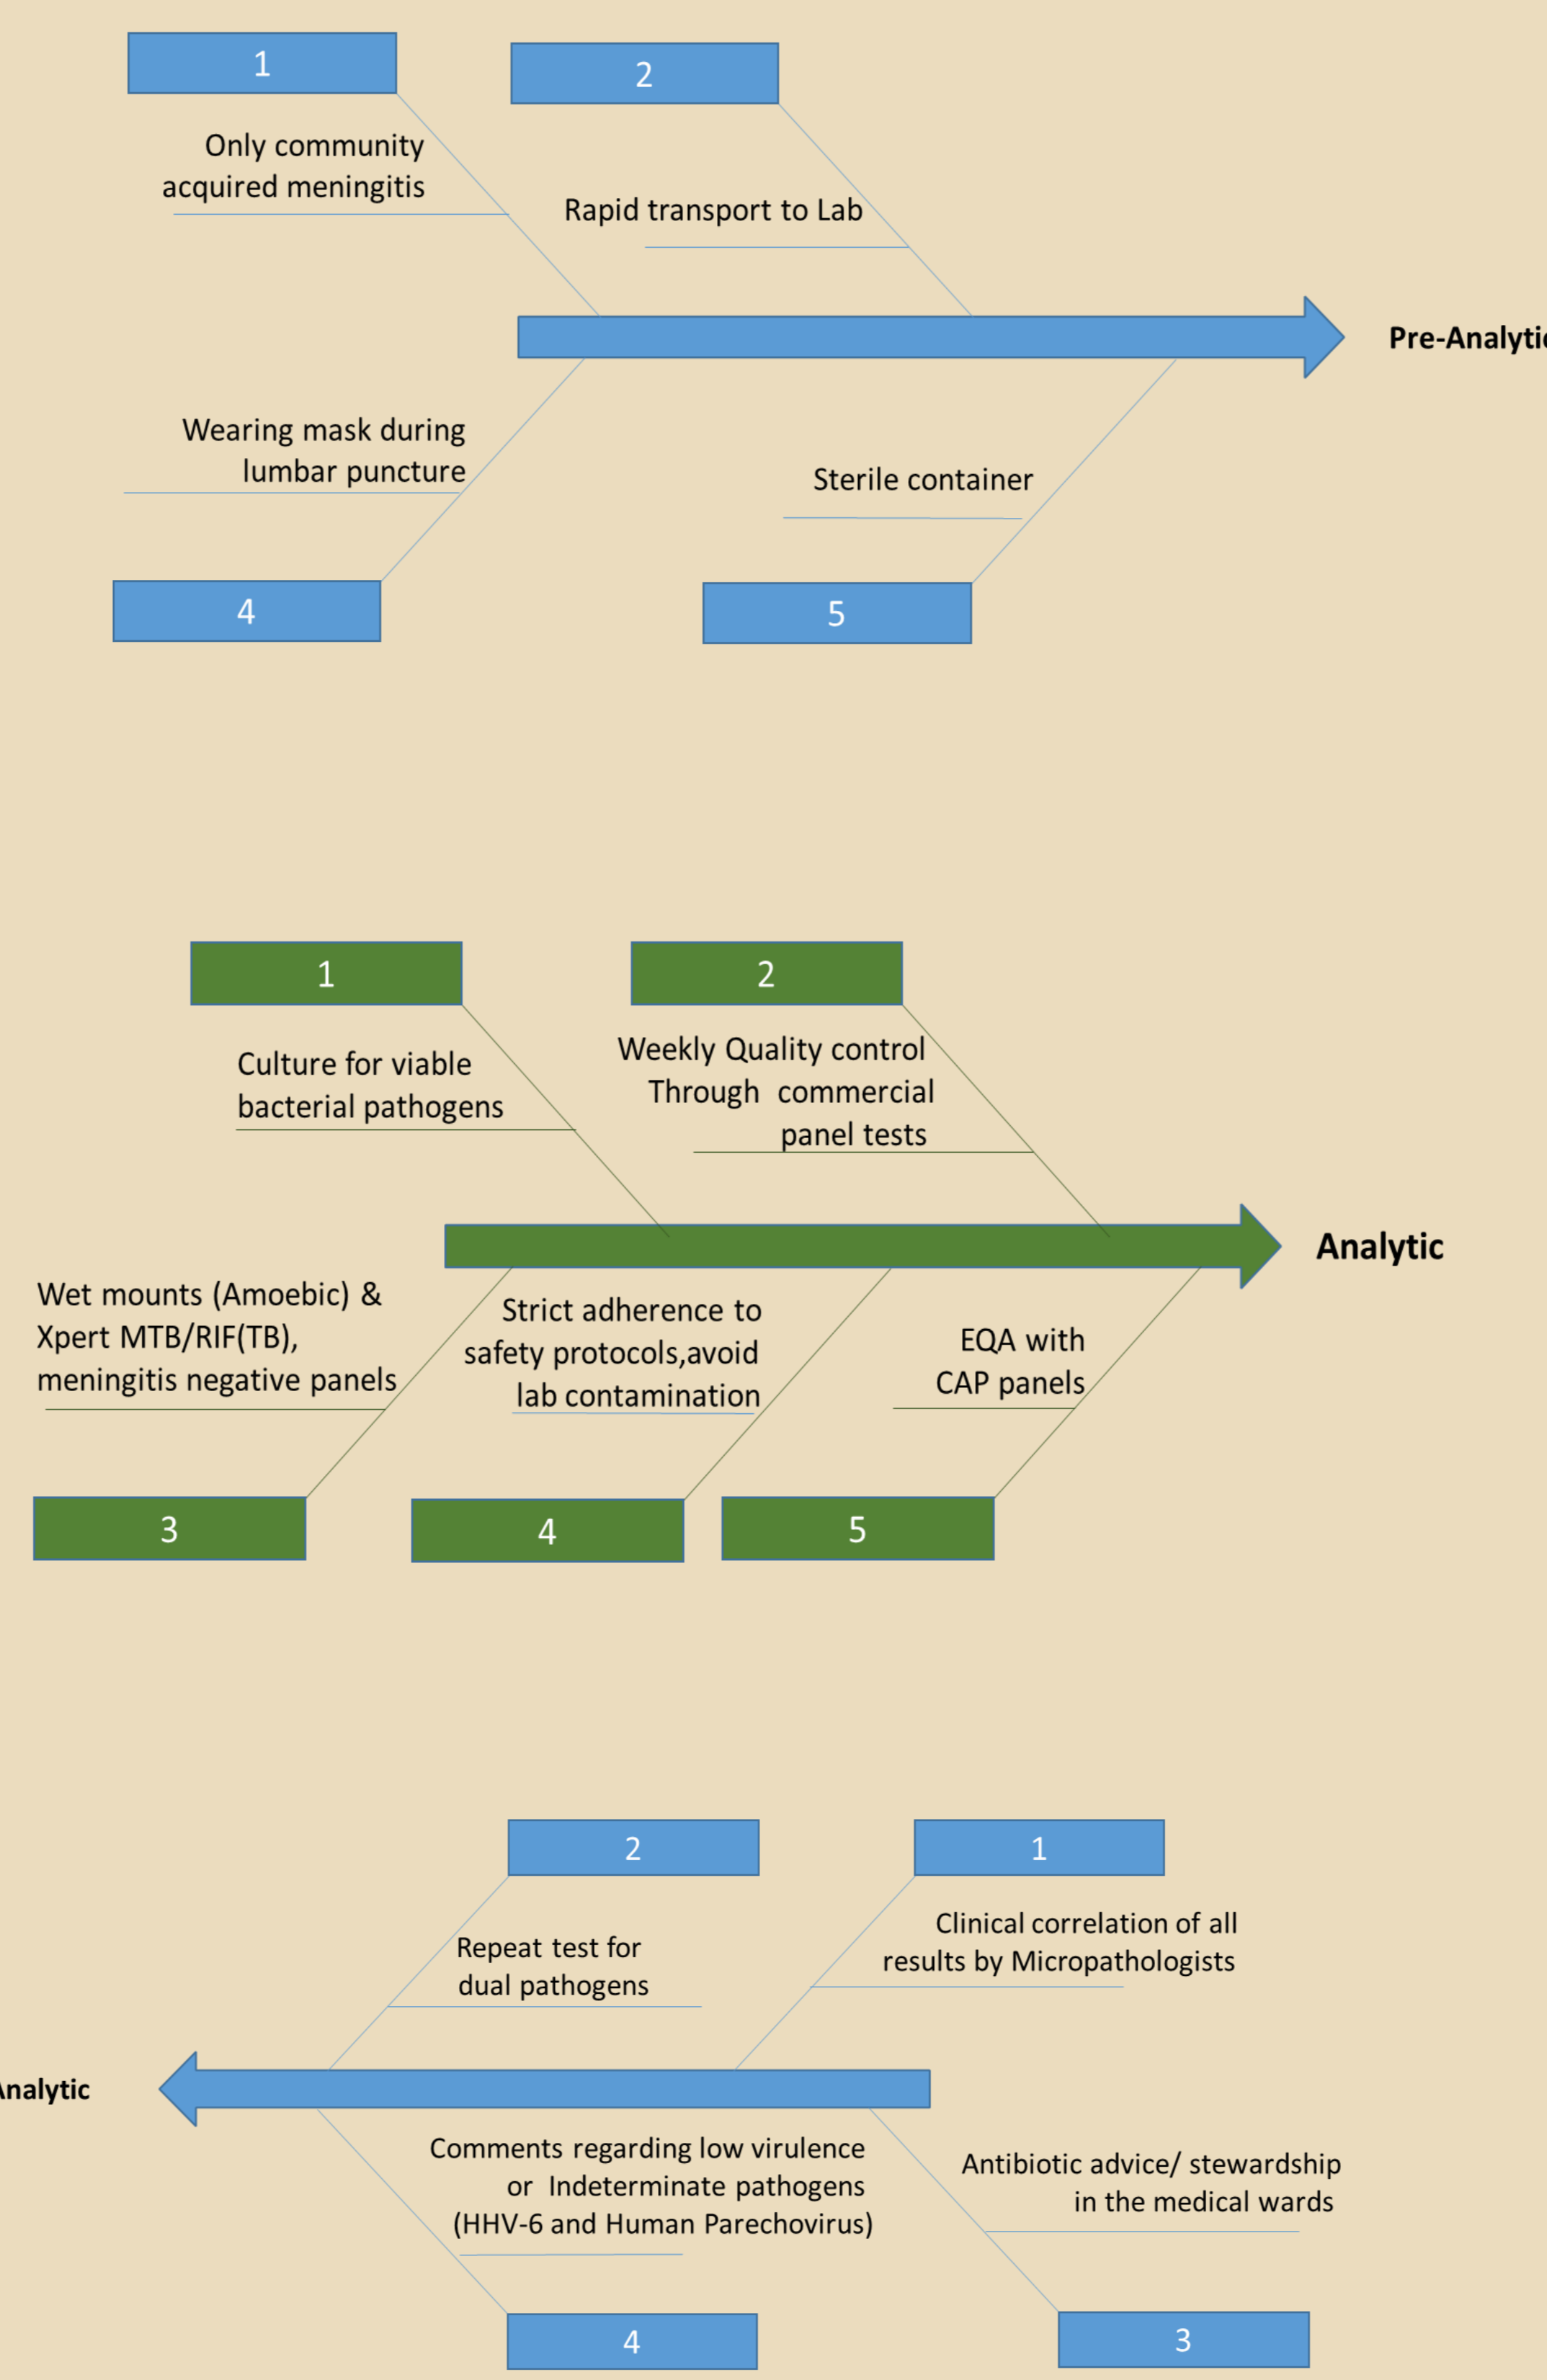 1
2
Only community
acquired meningitis
Rapid transport to Lab
Pre-Analytic
Wearing mask during
lumbar puncture
Sterile container
4
5
1
2
Culture for viable
bacterial pathogens
Weekly Quality control
Through commercial
panel tests
Analytic
Wet mounts (Amoebic) &
Xpert MTB/RIF(TB),
meningitis negative panels
Strict adherence to
safety protocols,avoid
lab contamination
EQA with
CAP panels
3
4
5
2
1
Repeat test for
dual pathogens
Clinical correlation of all
results by Micropathologists
Analytic
Comments regarding low virulence
or Indeterminate pathogens
(HHV-6 and Human Parechovirus)
Antibiotic advice/ stewardship
in the medical wards
4
3